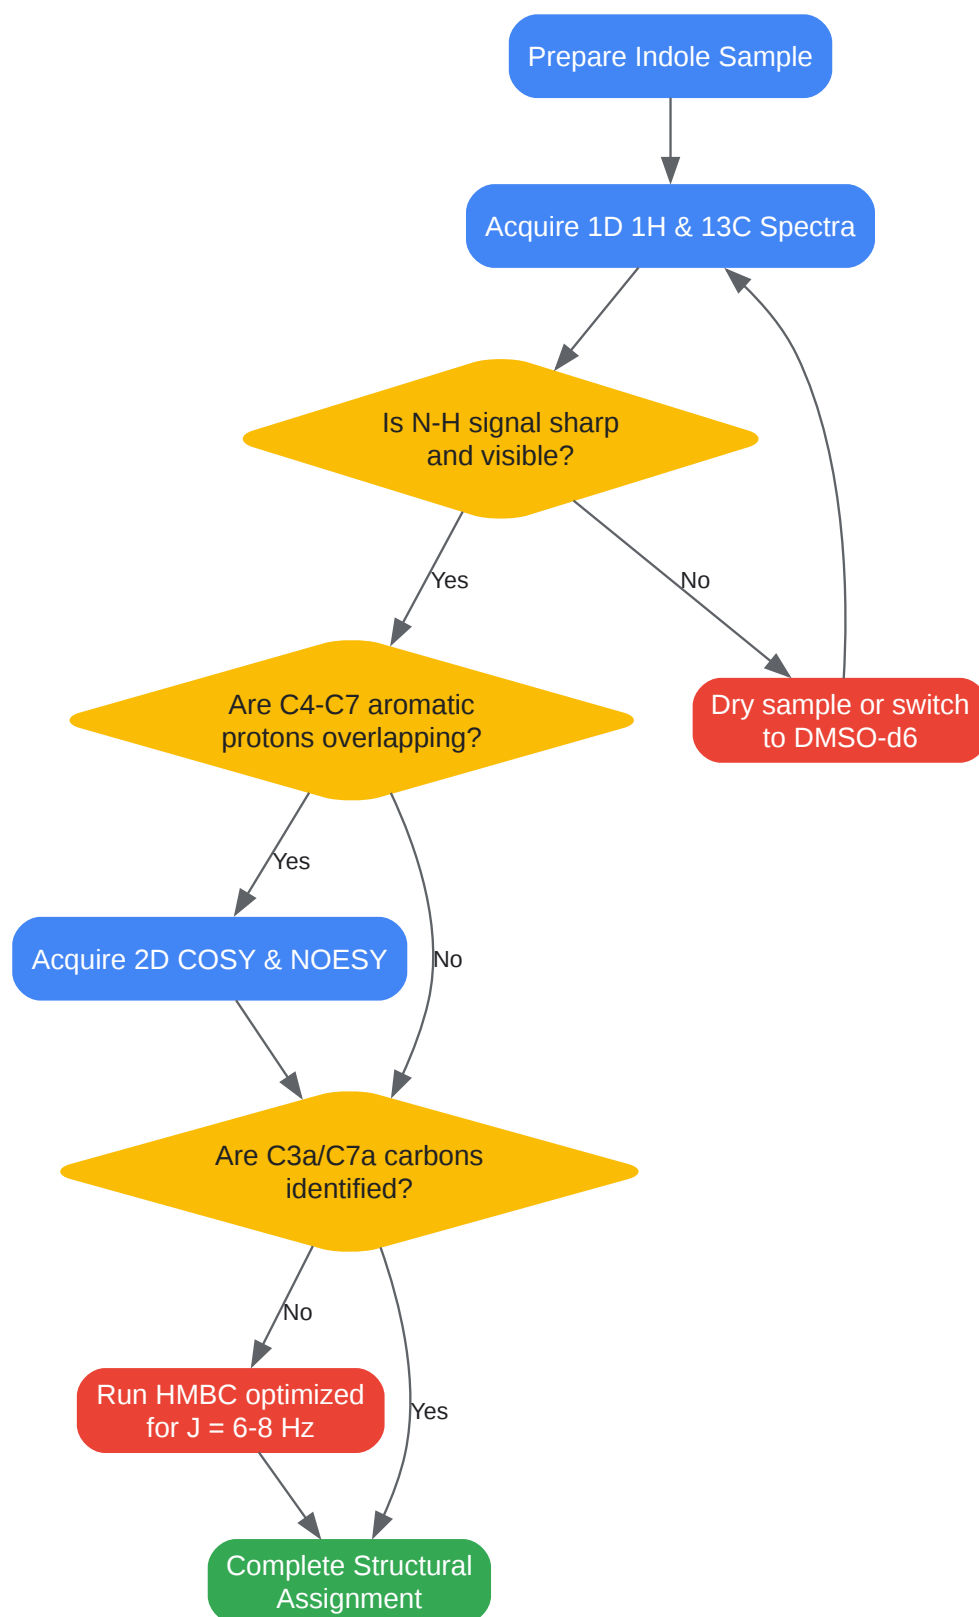 Prepare Indole Sample
Acquire 1D 1H & 13C Spectra
Is N-H signal sharp
and visible?
Yes
No
Are C4-C7 aromatic
protons overlapping?
Dry sample or switch
to DMSO-d6
Yes
Acquire 2D COSY & NOESY
No
Are C3a/C7a carbons
identified?
No
Run HMBC optimized
for J = 6-8 Hz
Yes
Complete Structural
Assignment